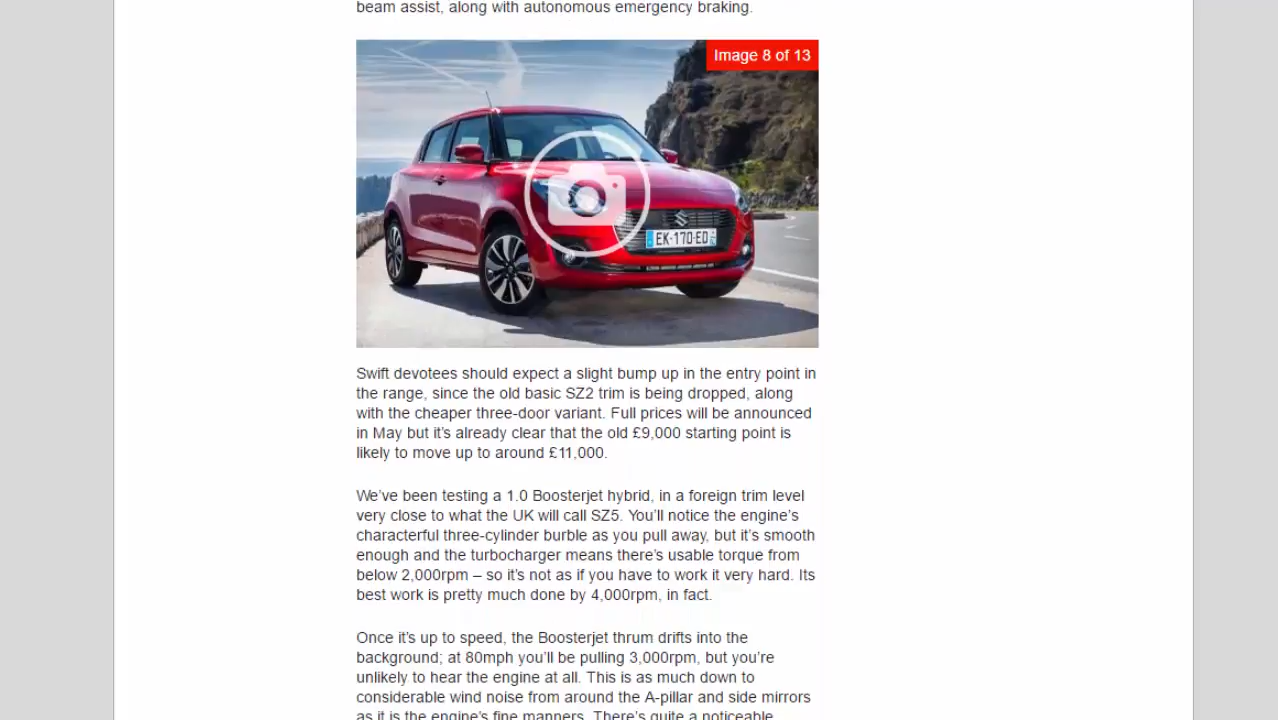 beam assist, along with autonomous emergency braking.
Image 8 of 13
EK-170-ED
Swift devotees should expect a slight bump up in the entry point in
the range, since the old basic SZ2 trim is being dropped, along
with the cheaper three-door variant. Full prices will be announced
in May but it’s already clear that the old £9,000 starting point is
likely to move up to around £11,000.
We’ve been testing a 1.0 Boosterjet hybrid, in a foreign trim level
very close to what the UK will call SZ5. You’ll notice the engine’s
characterful three-cylinder burble as you pull away, but it’s smooth
enough and the turbocharger means there’s usable torque from
below 2,000rpm – so it’s not as if you have to work it very hard. Its
best work is pretty much done by 4,000rpm, in fact.
Once it’s up to speed, the Boosterjet thrum drifts into the
background; at 80mph you’ll be pulling 3,000rpm, but you’re
unlikely to hear the engine at all. This is as much down to
considerable wind noise from around the A-pillar and side mirrors
as it is the engine’s fine manners. There’s quite a noticeable